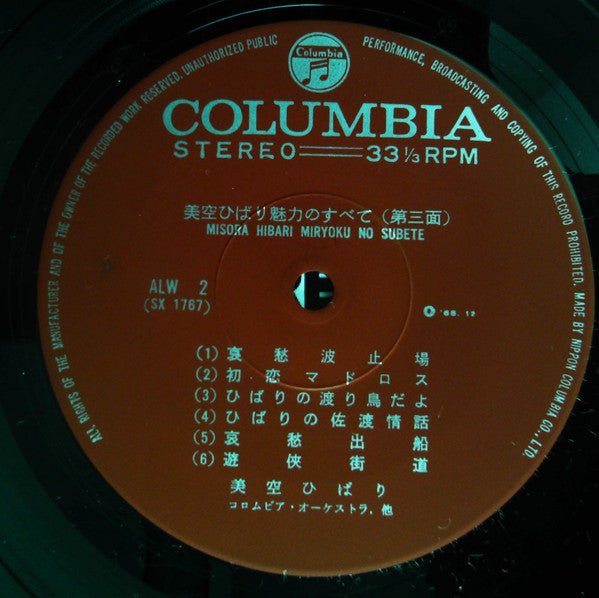 ALL RIGHTS OF THE MANUFACTURER AND OF THE OWNER OF THE RECORDED WORK RESERVED. UNAUTHORIZED PUBLIC PERFORMANCE, BROADCASTING AND COPYING OF THIS RECORD PROHIBITED. MADE BY NIPPON COLUMBIA CO., LTD
Columbia
COLUMBIA
STEREO 33 1/3 RPM
美空ひばり魅力のすべて(第三面)
MISORA HIBARI MIRYOKU NO SUBETE
ALW 2
(SX 1767)
'68. 12
(1) 哀愁波止場
(2) 初恋マドロス
(3) ひばりの渡り鳥だよ
(4) ひばりの佐渡情話
(5) 哀愁出船
(6) 遊侠街道
美空ひばり
コロムビア・オーケストラ, 他